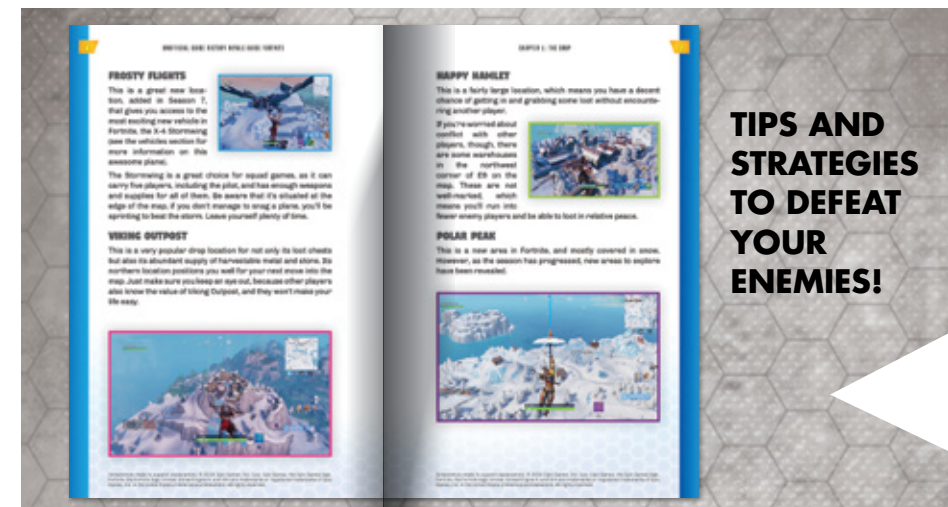 UNOFFICIAL GUIDE VICTORY ROYALE GUIDE FORTNITE
FROSTY FLIGHTS
This is a great new loca-
tion, added in Season 7,
that gives you access to the
most exciting new vehicle in
Fortnite, the X-4 Stormwing
(see the vehicles section for
more information on this
awesome plane).
The Stormwing is a great choice for squad games, as it can
carry five players, including the pilot, and has enough weapons
and supplies for all of them. Be aware that it's situated at the
edge of the map. If you don't manage to snag a plane, you'll be
sprinting to beat the storm. Leave yourself plenty of time.
VIKING OUTPOST
This is a very popular drop location for not only its loot chests
but also its abundant supply of harvestable metal and stone. Its
northern location positions you well for your next move into the
map. Just make sure you keep an eye out, because other players
also know the value of Viking Outpost, and they won't make your
life easy.
CHAPTER 1: THE DROP
HAPPY HAMLET
This is a fairly large location, which means you have a decent
chance of getting in and grabbing some loot without encounte-
ring another player.
If you're worried about
conflict with other
players, though, there
are some warehouses
in the northwest
corner of E9 on the
map. These are not
well-marked, which
means you'll run into
fewer enemy players and be able to loot in relative peace.
POLAR PEAK
This is a new area in Fortnite, and mostly covered in snow.
However, as the season has progressed, new areas to explore
have been revealed.
TIPS AND
STRATEGIES
TO DEFEAT
YOUR
ENEMIES!